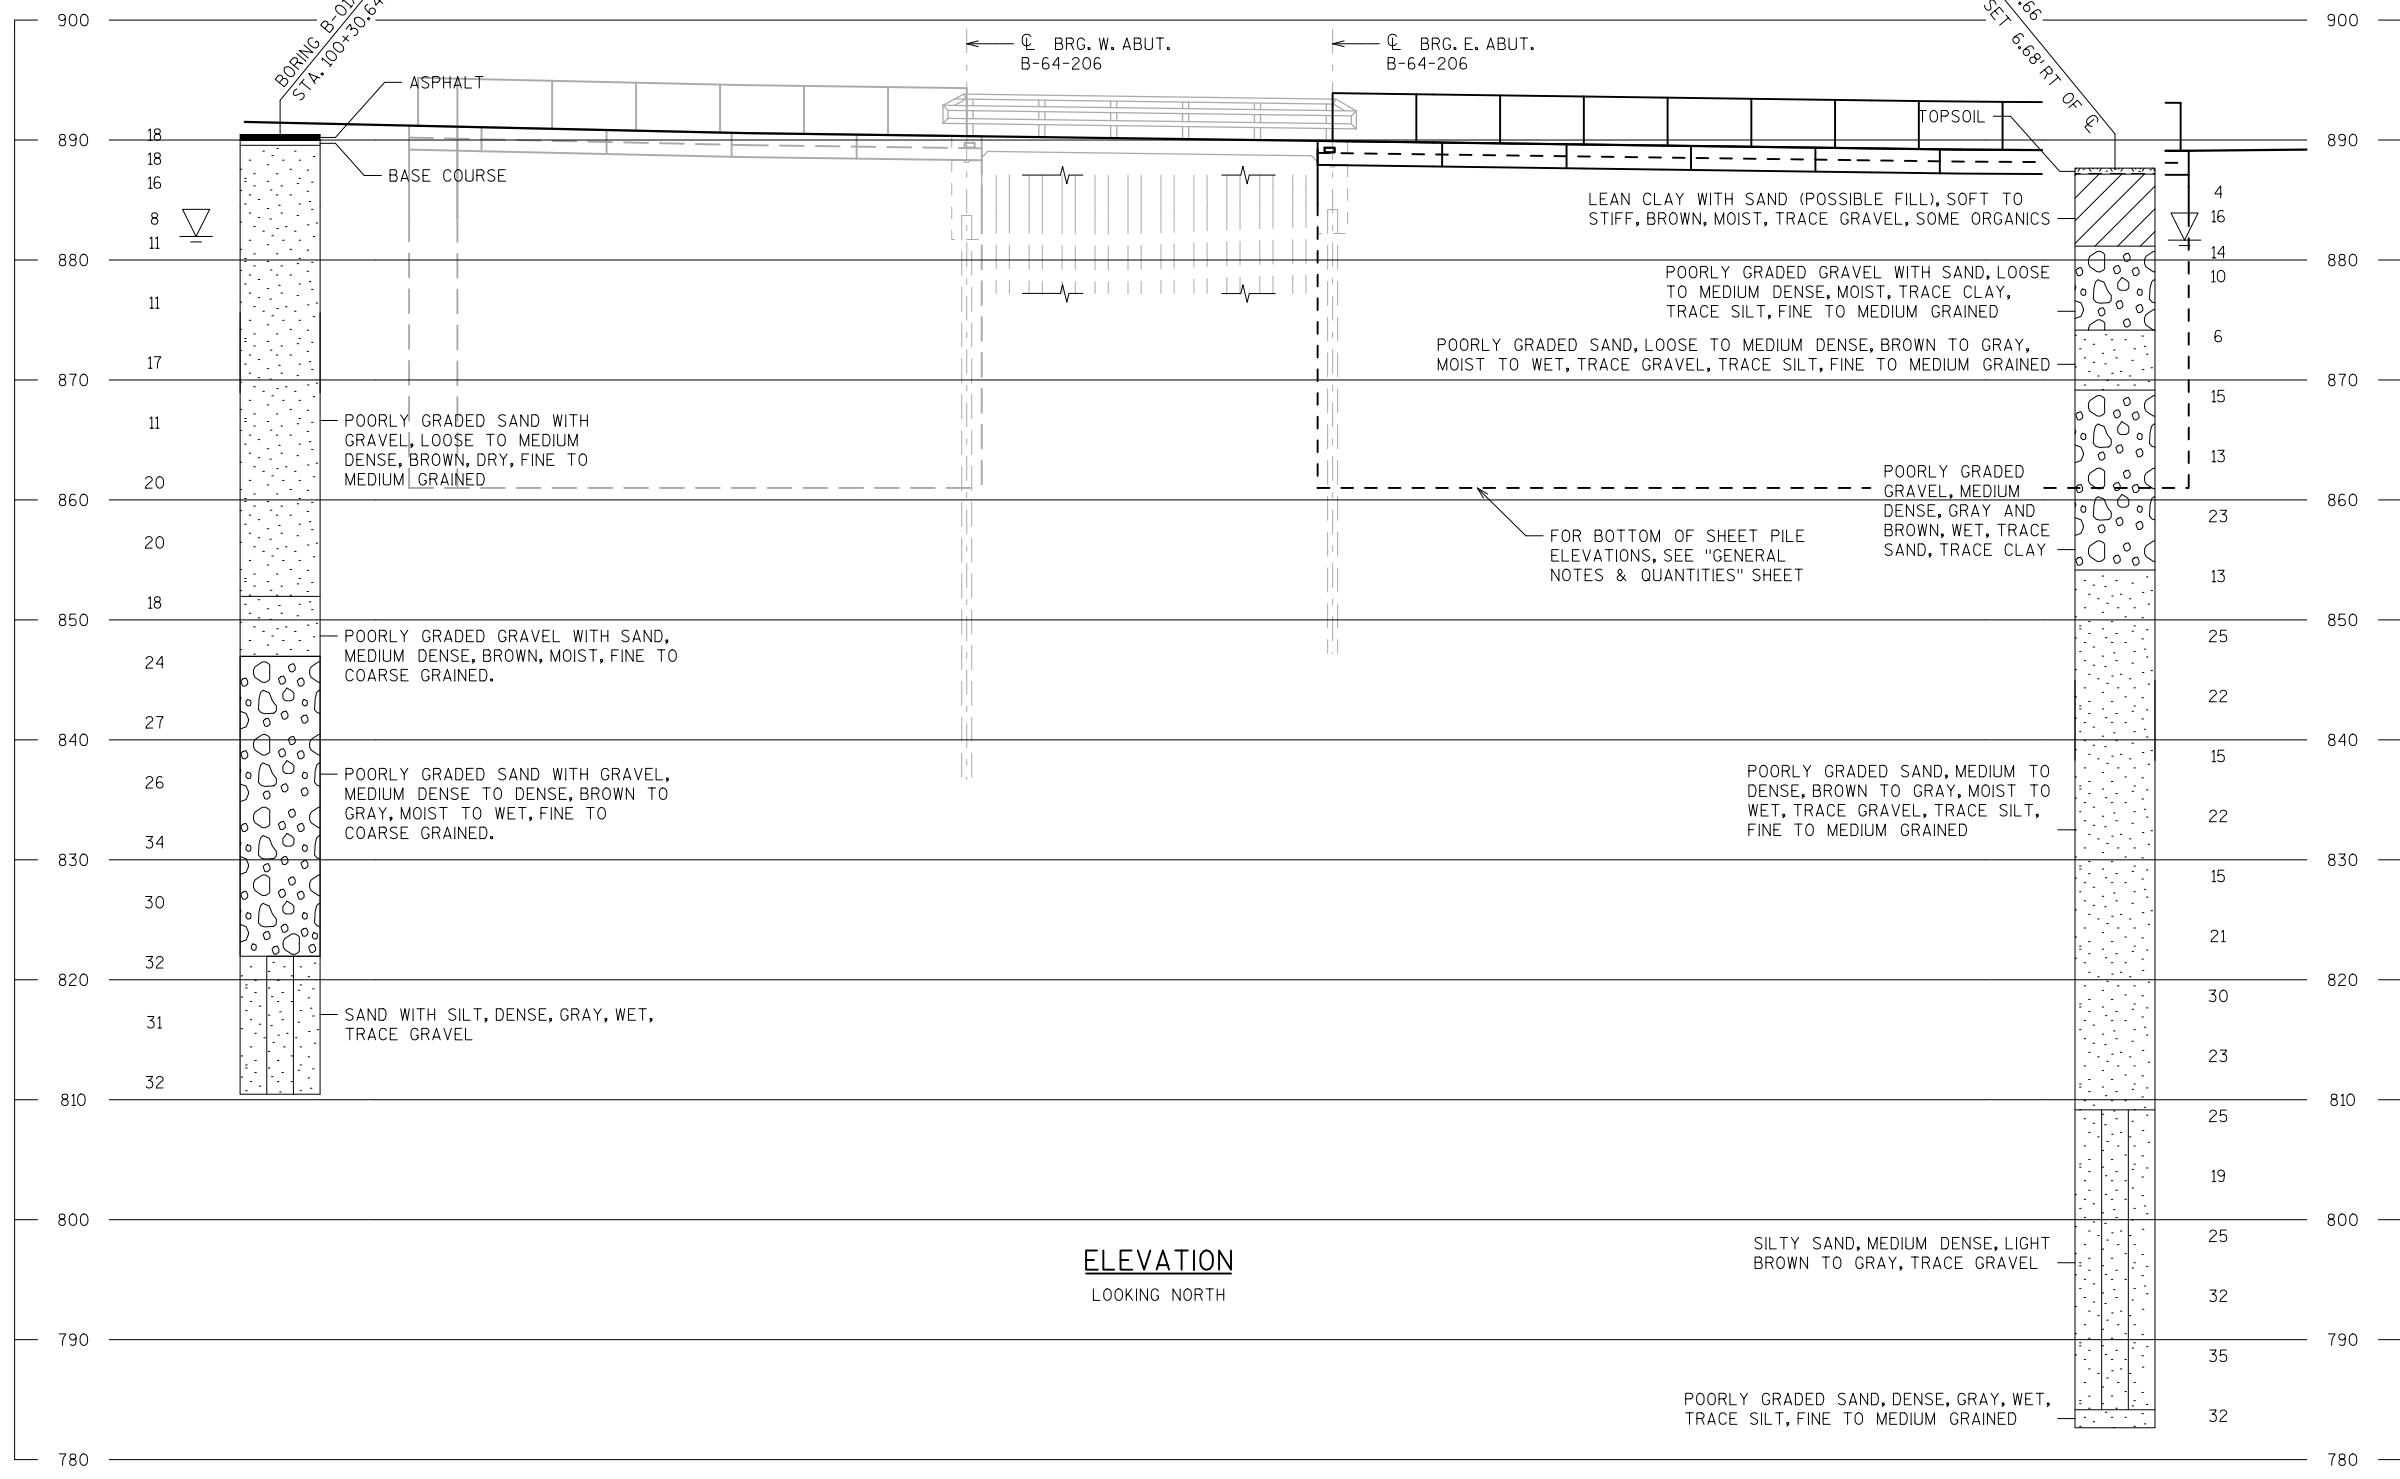 900
BORING B-01
STA. 100+30.64
ASPHALT
BASE COURSE
℄ BRG. W. ABUT.
B-64-206
℄ BRG. E. ABUT.
B-64-206
.66
SET 6.68' RT OF ℄
900
890
880
870
860
850
840
830
820
810
800
790
780
18
18
16
8
11
11
17
11
20
20
18
24
27
26
34
30
32
31
32
POORLY GRADED SAND WITH
GRAVEL, LOOSE TO MEDIUM
DENSE, BROWN, DRY, FINE TO
MEDIUM GRAINED
POORLY GRADED GRAVEL WITH SAND,
MEDIUM DENSE, BROWN, MOIST, FINE TO
COARSE GRAINED.
POORLY GRADED SAND WITH GRAVEL,
MEDIUM DENSE TO DENSE, BROWN TO
GRAY, MOIST TO WET, FINE TO
COARSE GRAINED.
SAND WITH SILT, DENSE, GRAY, WET,
TRACE GRAVEL
FOR BOTTOM OF SHEET PILE
ELEVATIONS, SEE "GENERAL
NOTES & QUANTITIES" SHEET
ELEVATION
LOOKING NORTH
TOPSOIL
LEAN CLAY WITH SAND (POSSIBLE FILL), SOFT TO
STIFF, BROWN, MOIST, TRACE GRAVEL, SOME ORGANICS
POORLY GRADED GRAVEL WITH SAND, LOOSE
TO MEDIUM DENSE, MOIST, TRACE CLAY,
TRACE SILT, FINE TO MEDIUM GRAINED
POORLY GRADED SAND, LOOSE TO MEDIUM DENSE, BROWN TO GRAY,
MOIST TO WET, TRACE GRAVEL, TRACE SILT, FINE TO MEDIUM GRAINED
POORLY GRADED
GRAVEL, MEDIUM
DENSE, GRAY AND
BROWN, WET, TRACE
SAND, TRACE CLAY
POORLY GRADED SAND, MEDIUM TO
DENSE, BROWN TO GRAY, MOIST TO
WET, TRACE GRAVEL, TRACE SILT,
FINE TO MEDIUM GRAINED
SILTY SAND, MEDIUM DENSE, LIGHT
BROWN TO GRAY, TRACE GRAVEL
POORLY GRADED SAND, DENSE, GRAY, WET,
TRACE SILT, FINE TO MEDIUM GRAINED
4
16
14
10
6
15
13
23
13
25
22
15
22
15
21
30
23
25
19
25
32
35
32
890
880
870
860
850
840
830
820
810
800
790
780